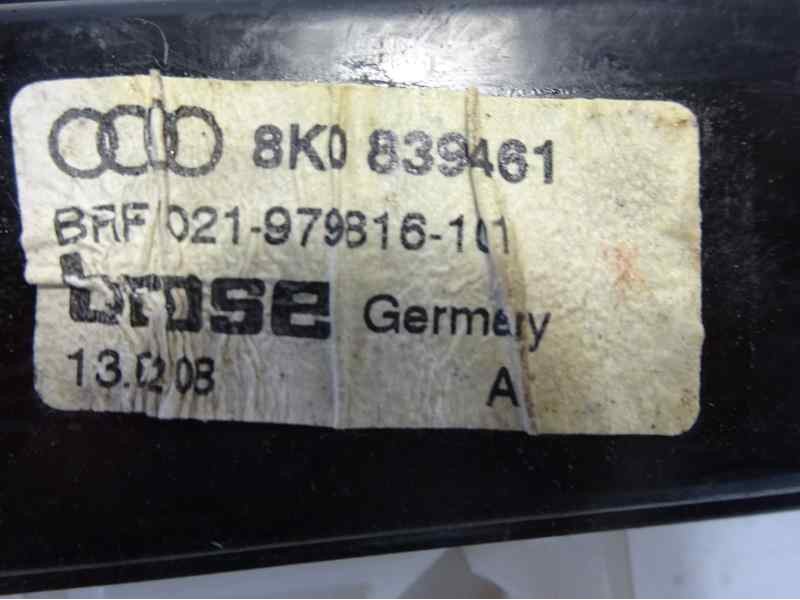 8K0 839461
BRF 021-979816-101
brose Germany
13.02.08 A